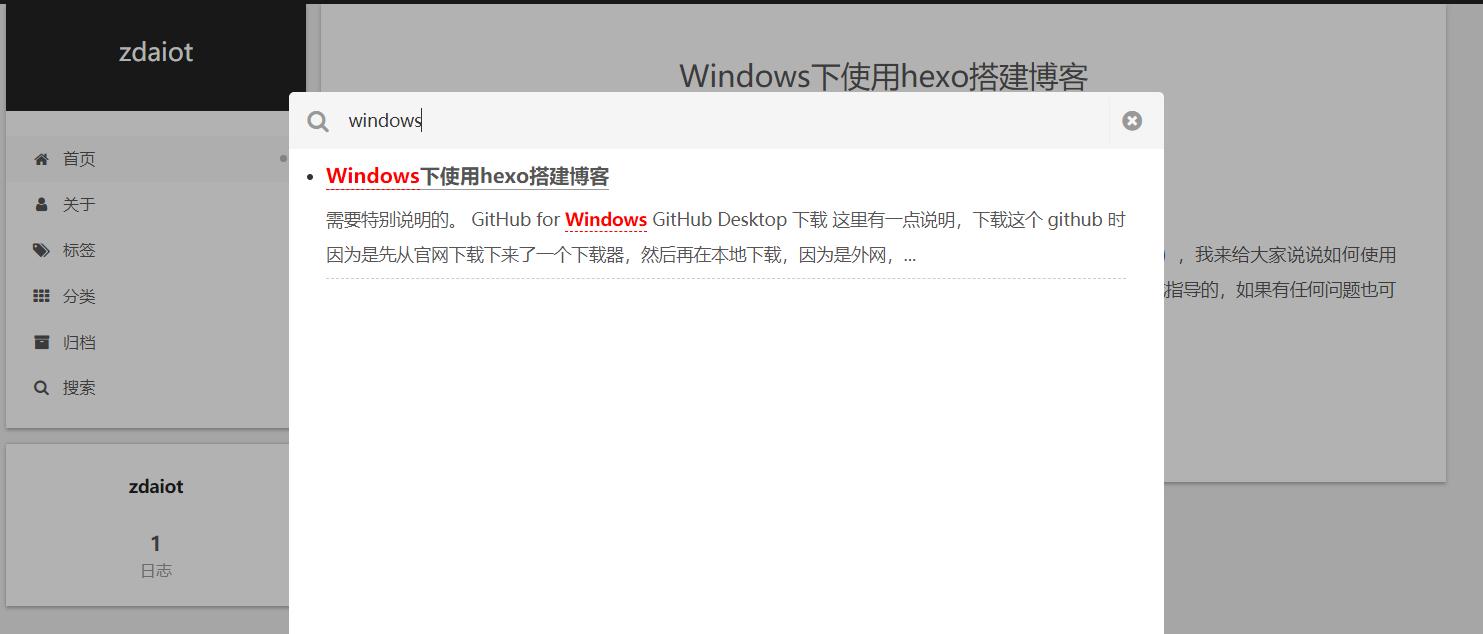 zdaiot
首页
关于
标签
分类
归档
搜索
zdaiot
1
日志
Windows下使用hexo搭建博客
windows
Windows下使用hexo搭建博客
需要特别说明的。 GitHub for Windows GitHub Desktop 下载 这里有一点说明，下载这个 github 时
因为是先从官网下载下来了一个下载器，然后再在本地下载，因为是外网，...
，我来给大家说说如何使用
指导的，如果有任何问题也可